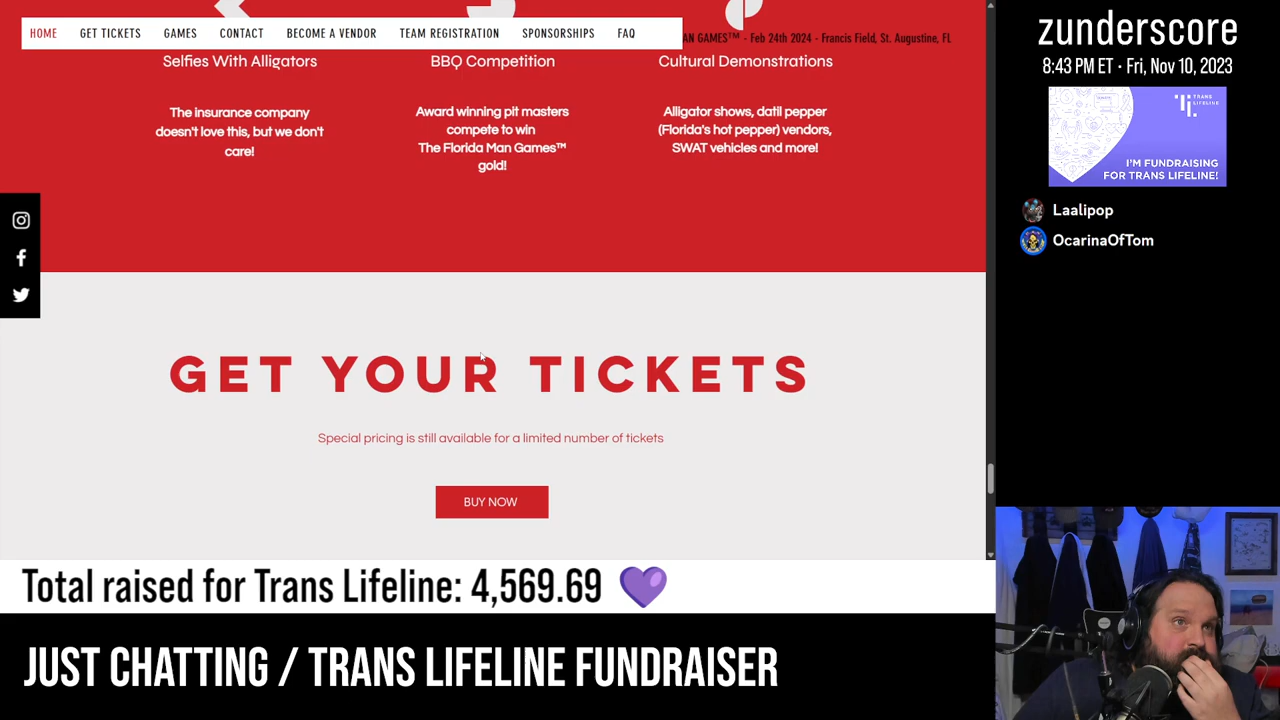 HOME GET TICKETS GAMES CONTACT BECOME A VENDOR TEAM REGISTRATION SPONSORSHIPS FAQ
AN GAMES™ - Feb 24th 2024 - Francis Field, St. Augustine, FL
Selfies With Alligators
The insurance company
doesn't love this, but we don't
care!
BBQ Competition
Award winning pit masters
compete to win
The Florida Man Games™
gold!
Cultural Demonstrations
Alligator shows, datil pepper
(Florida's hot pepper) vendors,
SWAT vehicles and more!
GET YOUR TICKETS
Special pricing is still available for a limited number of tickets
BUY NOW
Total raised for Trans Lifeline: 4,569.69 💜
JUST CHATTING / TRANS LIFELINE FUNDRAISER
zunderscore
8:43 PM ET · Fri, Nov 10, 2023
TRANS
LIFELINE
I'M FUNDRAISING
FOR TRANS LIFELINE!
Laalipop
OcarinaOfTom